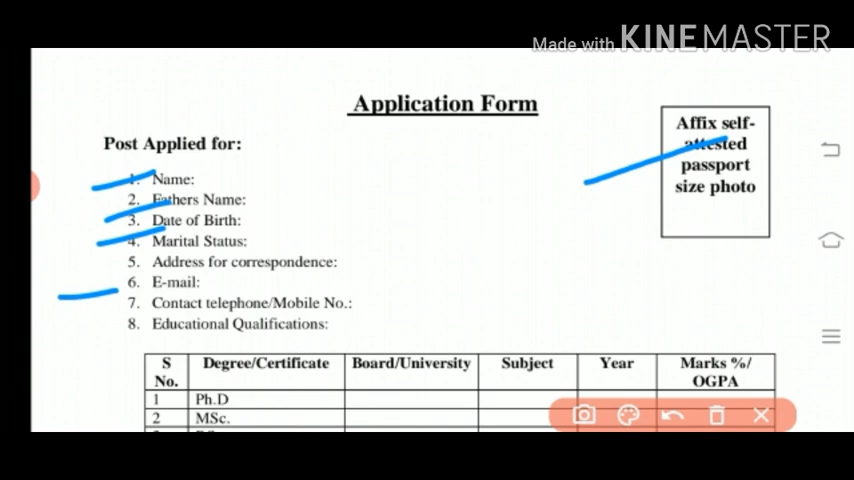 Made with KINEMASTER
Application Form
Affix self-
attested
passport
size photo
Post Applied for:
1. Name:
2. Fathers Name:
3. Date of Birth:
4. Marital Status:
5. Address for correspondence:
6. E-mail:
7. Contact telephone/Mobile No.:
8. Educational Qualifications:
S No. Degree/Certificate Board/University Subject Year Marks %/ OGPA
1 Ph.D
2 MSc.